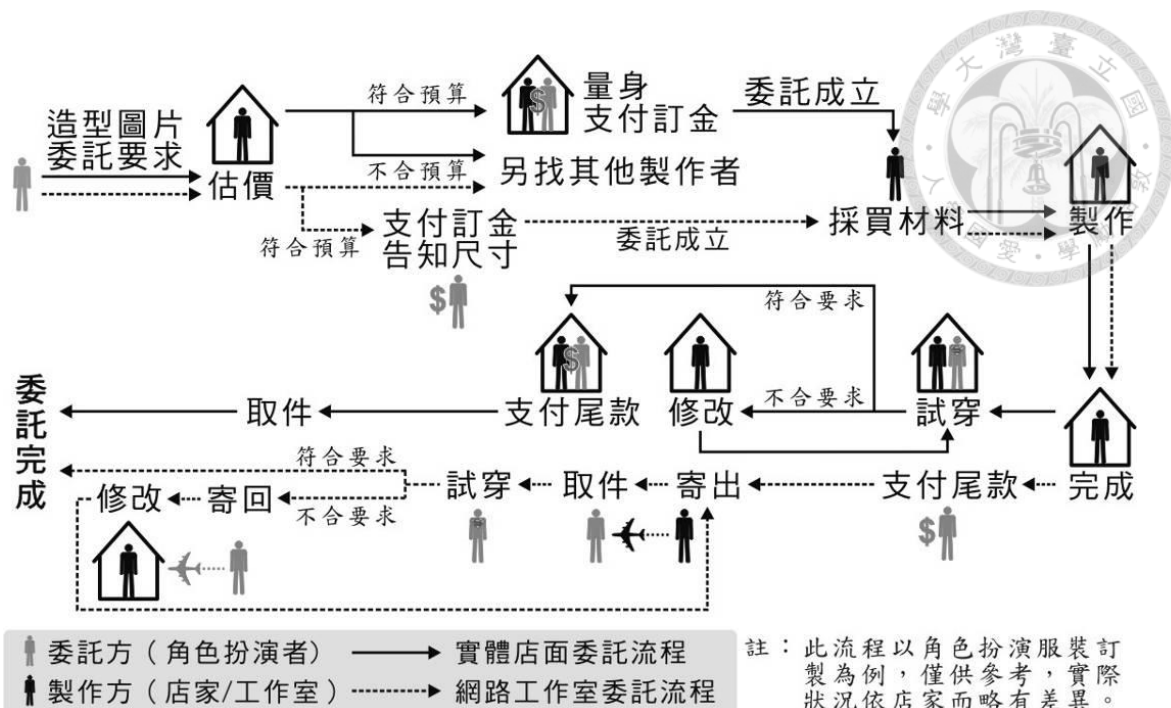 造型圖片
委託要求
估價
符合預算
不合預算
量身
支付訂金
委託成立
另找其他製作者
符合預算
支付訂金
告知尺寸
委託成立
採買材料
製作
$
$
符合要求
$
委託完成
取件
支付尾款
修改
不合要求
試穿
完成
符合要求
不合要求
修改
寄回
試穿
取件
寄出
支付尾款
$
委託方（角色扮演者）
實體店面委託流程
製作方（店家/工作室）
網路工作室委託流程
註：此流程以角色扮演服裝訂
製為例，僅供參考，實際
狀況依店家而略有差異。
大灣臺立國
學